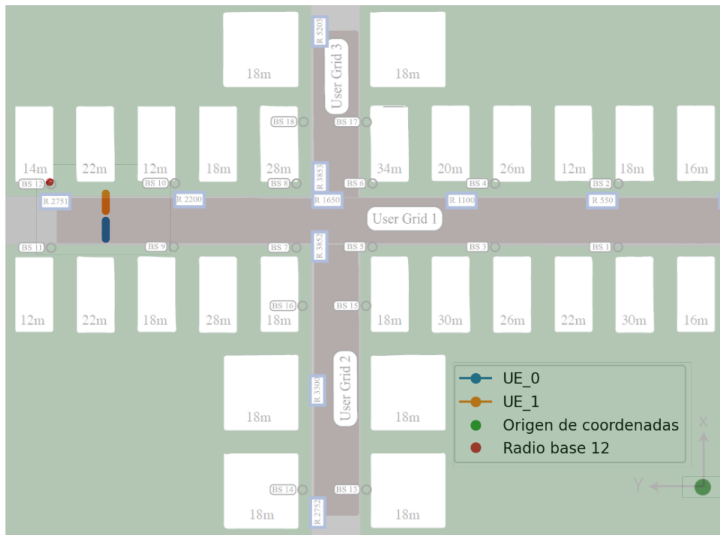 R 5203
User Grid 3
18m
18m
BS 18
BS 17
14m
22m
12m
18m
28m
34m
20m
26m
12m
18m
16m
BS 12
BS 10
BS 8
R 3853
BS 6
BS 4
BS 2
R 2751
R 2200
R 1650
R 1100
R 550
User Grid 1
BS 11
BS 9
BS 7
R 3852
BS 5
BS 3
BS 1
BS 16
BS 15
12m
22m
18m
28m
18m
18m
30m
26m
22m
30m
16m
R 3300
User Grid 2
18m
18m
UE_0
UE_1
Origen de coordenadas
Radio base 12
X
Y
BS 14
BS 13
R 2752
18m
18m